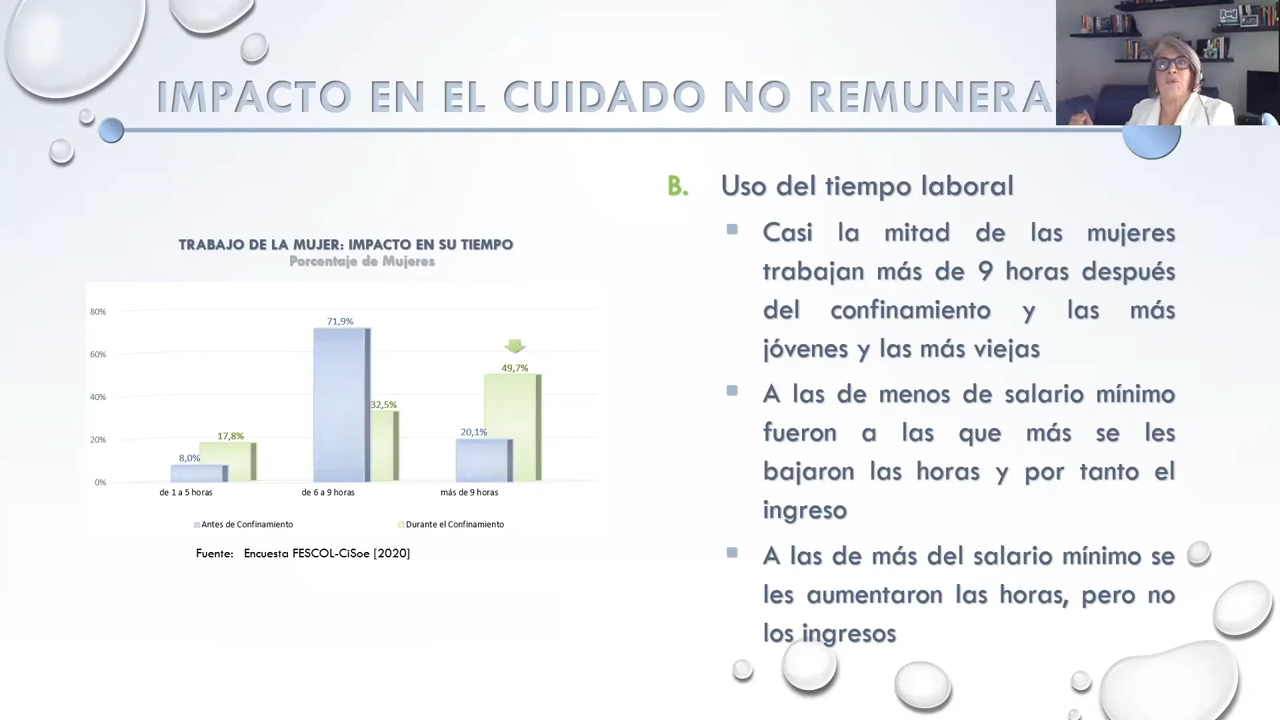 IMPACTO EN EL CUIDADO NO REMUNERA
B. Uso del tiempo laboral
Casi la mitad de las mujeres
trabajan más de 9 horas después
del confinamiento y las más
jóvenes y las más viejas
A las de menos de salario mínimo
fueron a las que más se les
bajaron las horas y por tanto el
ingreso
A las de más del salario mínimo se
les aumentaron las horas, pero no
los ingresos
TRABAJO DE LA MUJER: IMPACTO EN SU TIEMPO
Porcentaje de Mujeres
80%
60%
40%
20%
0%
8,0%
17,8%
71,9%
32,5%
20,1%
49,7%
de 1 a 5 horas
de 6 a 9 horas
más de 9 horas
Antes de Confinamiento
Durante el Confinamiento
Fuente: Encuesta FESCOL-CiSoe [2020]